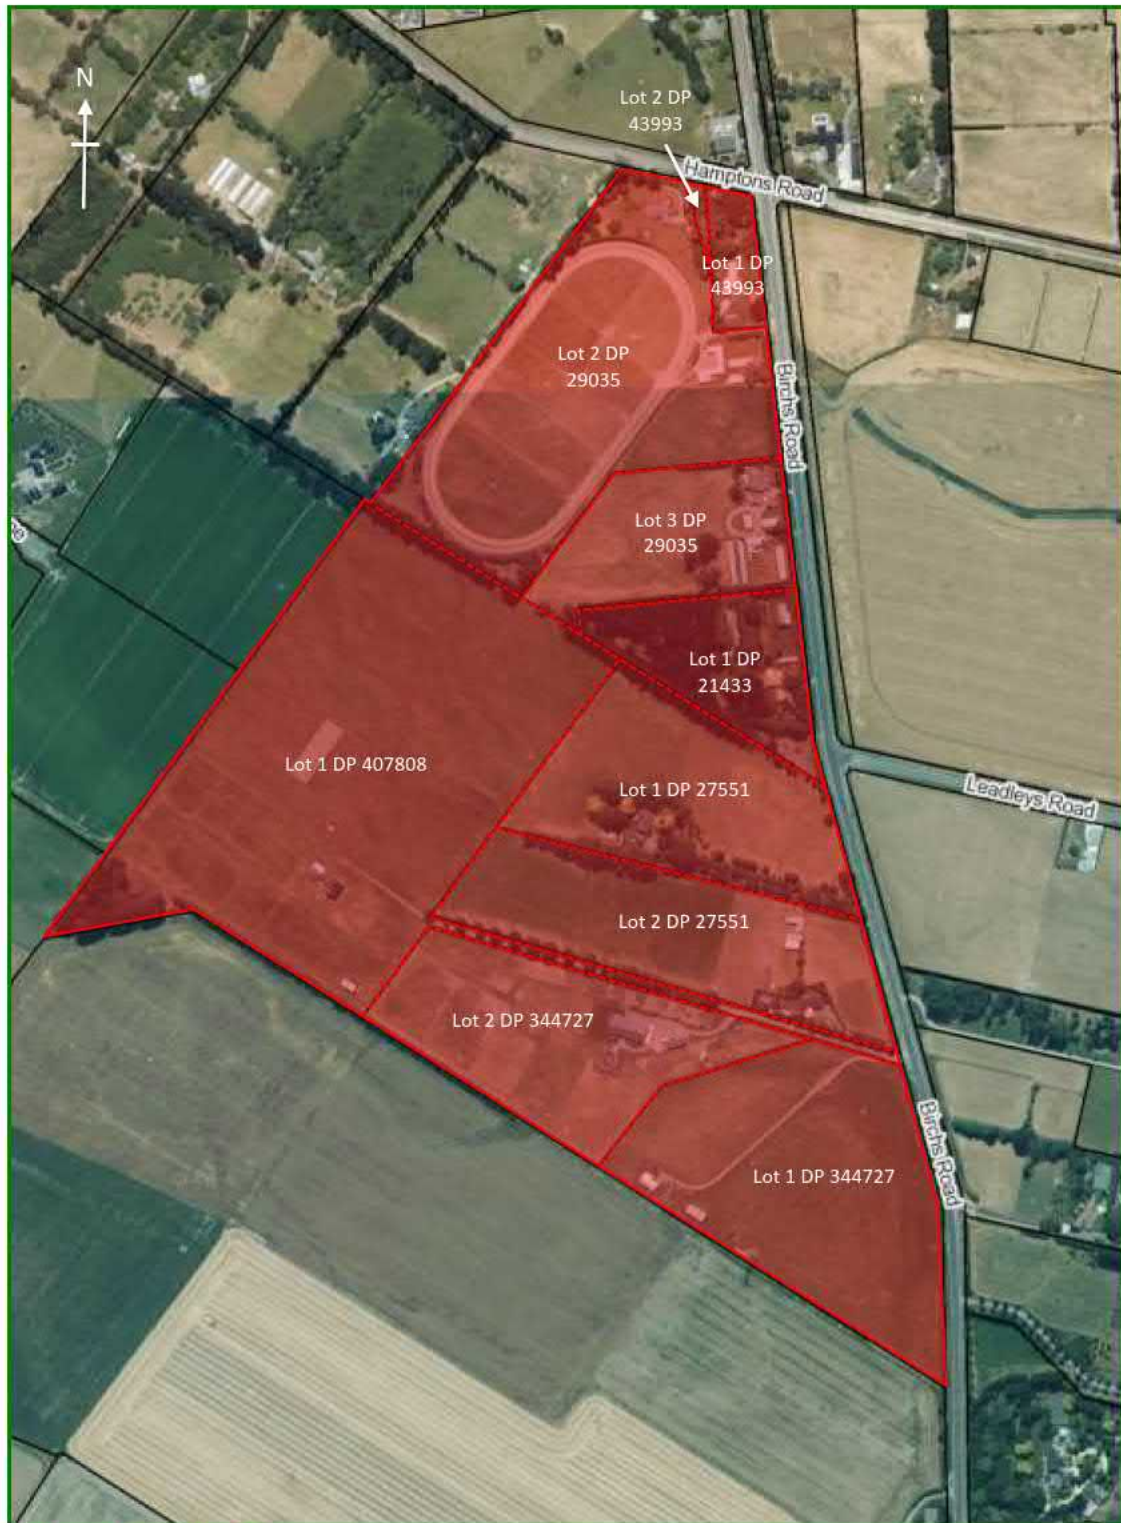 N
Lot 2 DP
43993
Hamptons Road
Lot 1 DP
43993
Lot 2 DP
29035
Birchs Road
Lot 3 DP
29035
Lot 1 DP
21433
Lot 1 DP 407808
Lot 1 DP 27551
Leadleys Road
Lot 2 DP 27551
Lot 2 DP 344727
Birchs Road
Lot 1 DP 344727